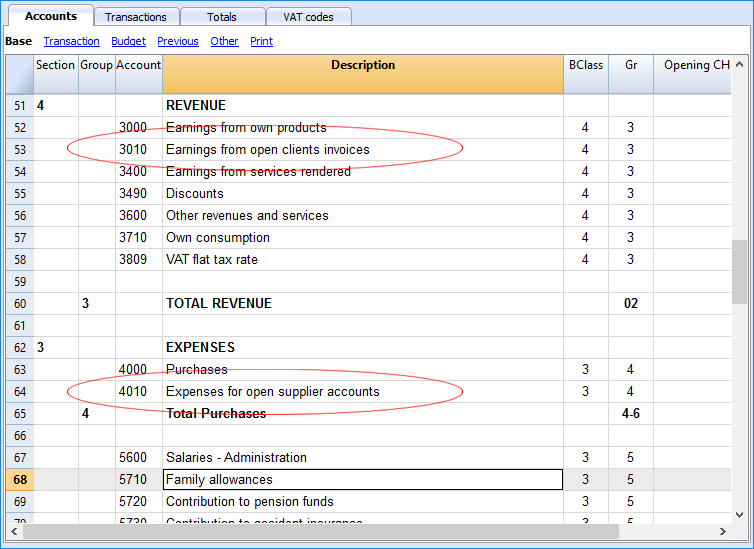 Accounts Transactions Totals VAT codes
Base Transaction Budget Previous Other Print
Section Group Account Description BClass Gr Opening CH
51 4 REVENUE
52 3000 Earnings from own products 4 3
53 3010 Earnings from open clients invoices 4 3
54 3400 Earnings from services rendered 4 3
55 3490 Discounts 4 3
56 3600 Other revenues and services 4 3
57 3710 Own consumption 4 3
58 3809 VAT flat tax rate 4 3
59
60 3 TOTAL REVENUE 02
61
62 3 EXPENSES
63 4000 Purchases 3 4
64 4010 Expenses for open supplier accounts 3 4
65 4 Total Purchases 4-6
66
67 5600 Salaries - Administration 3 5
68 5710 Family allowances 3 5
69 5720 Contribution to pension funds 3 5
70 5730 Contribution to accident insurance 3 5